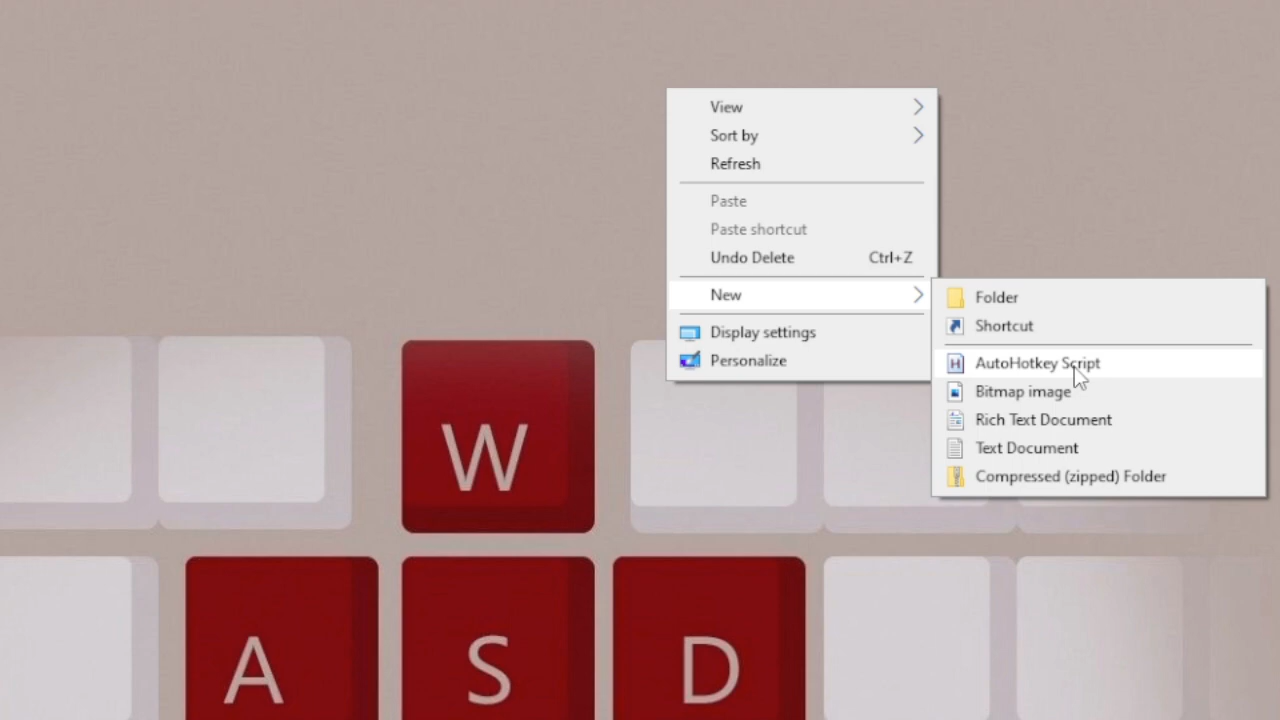 View
Sort by
Refresh
Paste
Paste shortcut
Undo Delete Ctrl+Z
New
Display settings
Personalize
Folder
Shortcut
AutoHotkey Script
Bitmap image
Rich Text Document
Text Document
Compressed (zipped) Folder
W
A S D